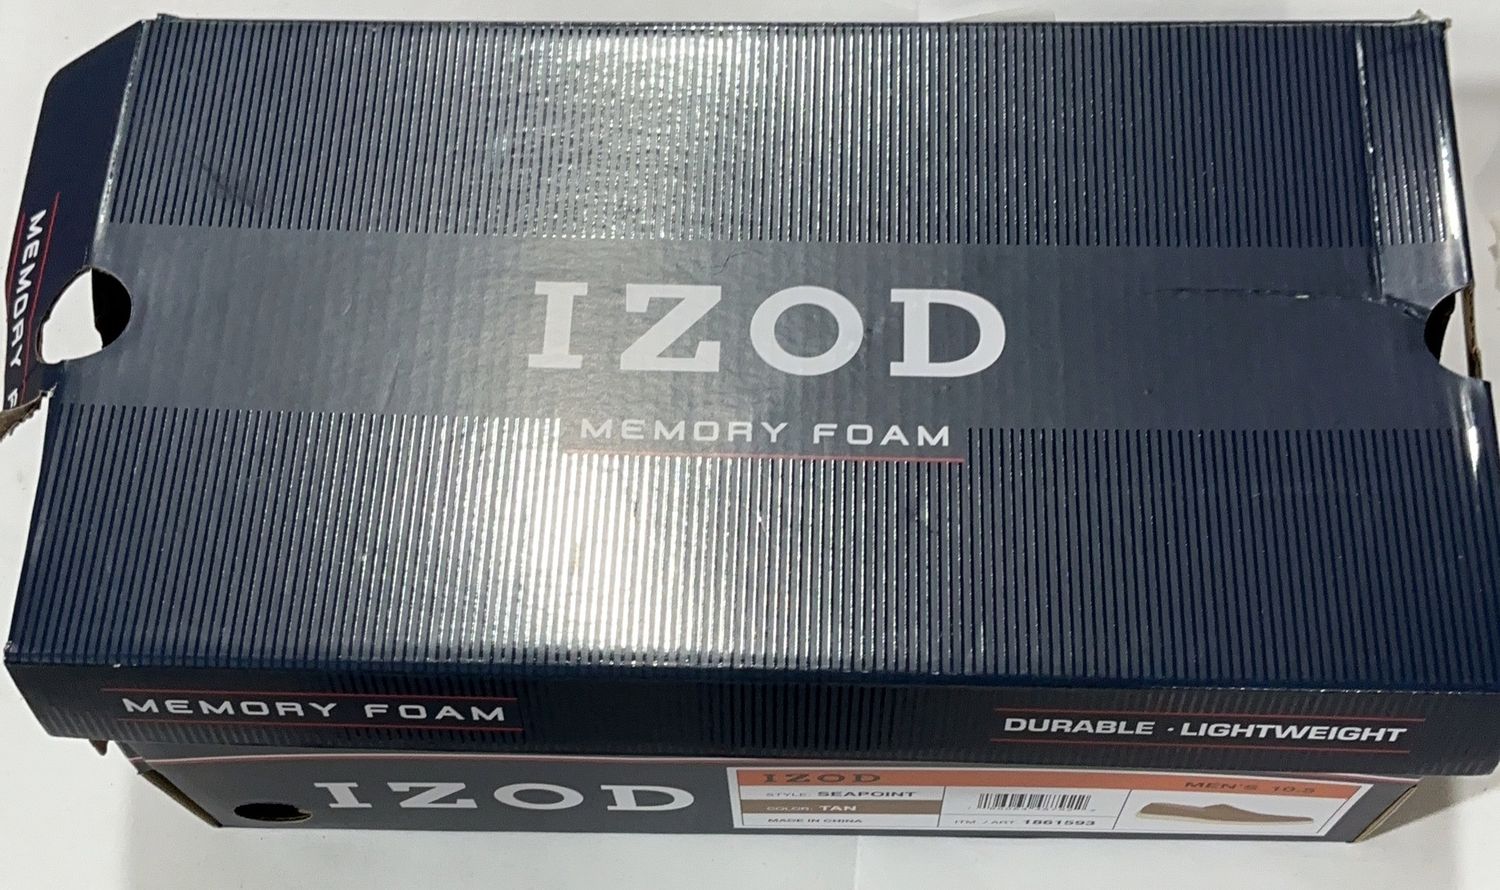 IZOD
MEMORY FOAM
MEMORY F
MEMORY FOAM
DURABLE · LIGHTWEIGHT
IZOD
IZOD
MEN'S 10.5
STYLE: SEAPOINT
COLOR: TAN
MADE IN CHINA
ITM. / ART. 1861593